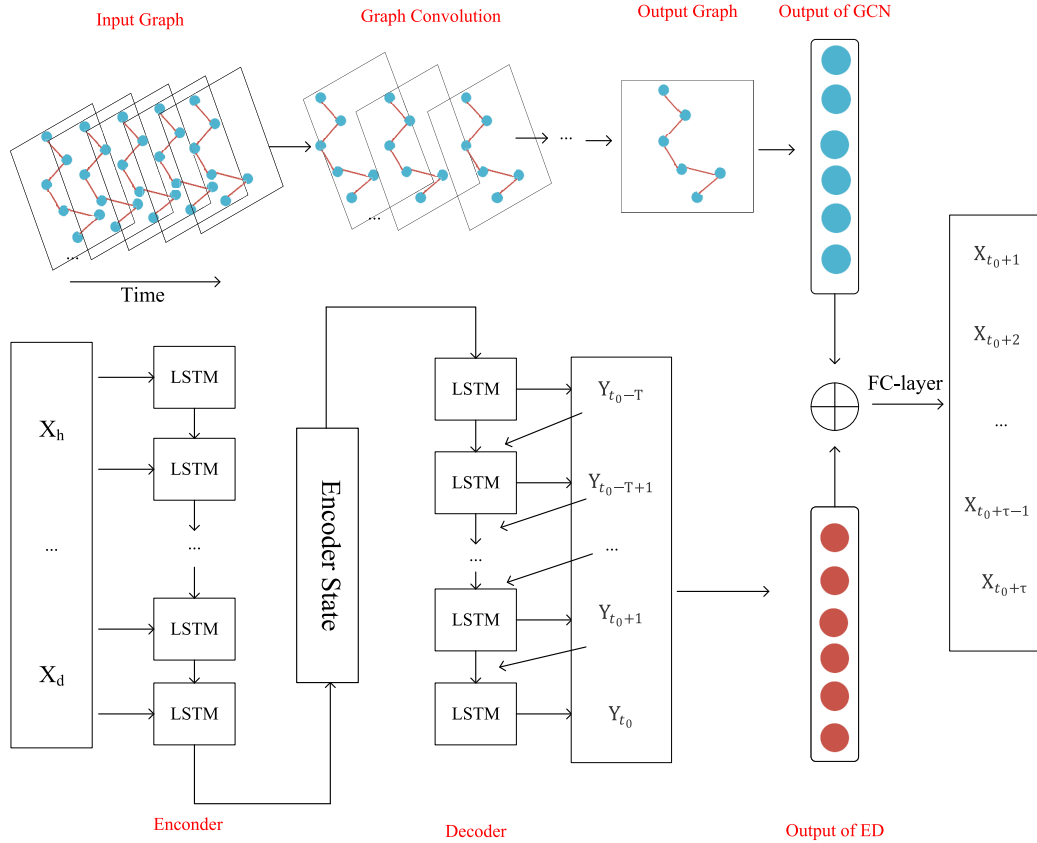 Input Graph
Graph Convolution
Output Graph
Output of GCN
...
...
...
Time
X_h
...
X_d
LSTM
LSTM
...
LSTM
LSTM
Encoder State
LSTM
LSTM
...
LSTM
LSTM
Y_{t_0-T}
Y_{t_0-T+1}
...
Y_{t_0+1}
Y_{t_0}
FC-layer
X_{t_0+1}
X_{t_0+2}
...
X_{t_0+τ-1}
X_{t_0+τ}
Enconder
Decoder
Output of ED